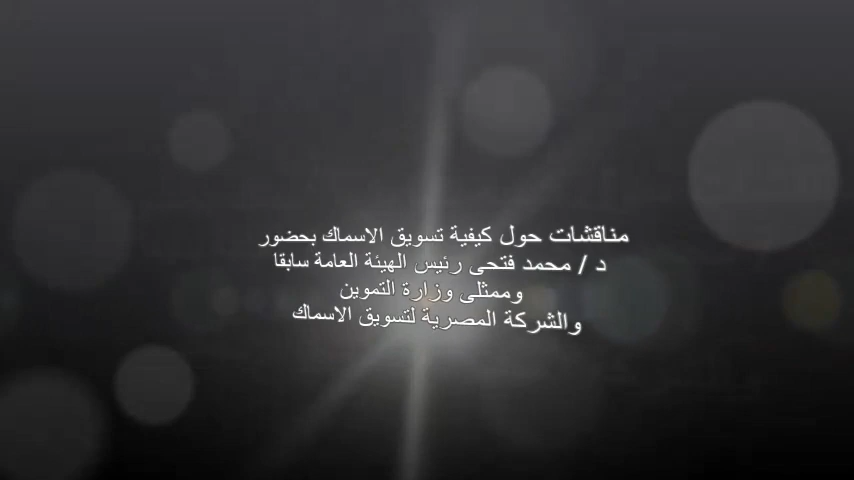 مناقشات حول كيفية تسويق الاسماك بحضور
د / محمد فتحى رئيس الهيئة العامة سابقا
وممثلى وزارة التموين
والشركة المصرية لتسويق الاسماك